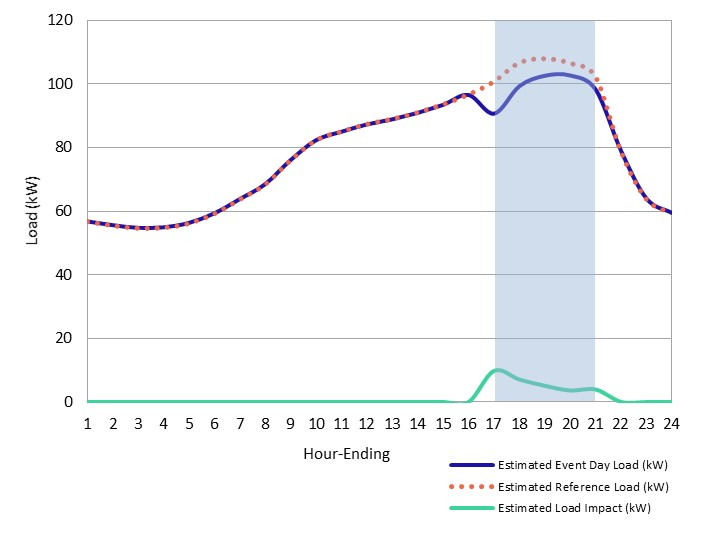 120
100
80
60
40
20
0
Load (kW)
1 2 3 4 5 6 7 8 9 10 11 12 13 14 15 16 17 18 19 20 21 22 23 24
Hour-Ending
Estimated Event Day Load (kW)
Estimated Reference Load (kW)
Estimated Load Impact (kW)